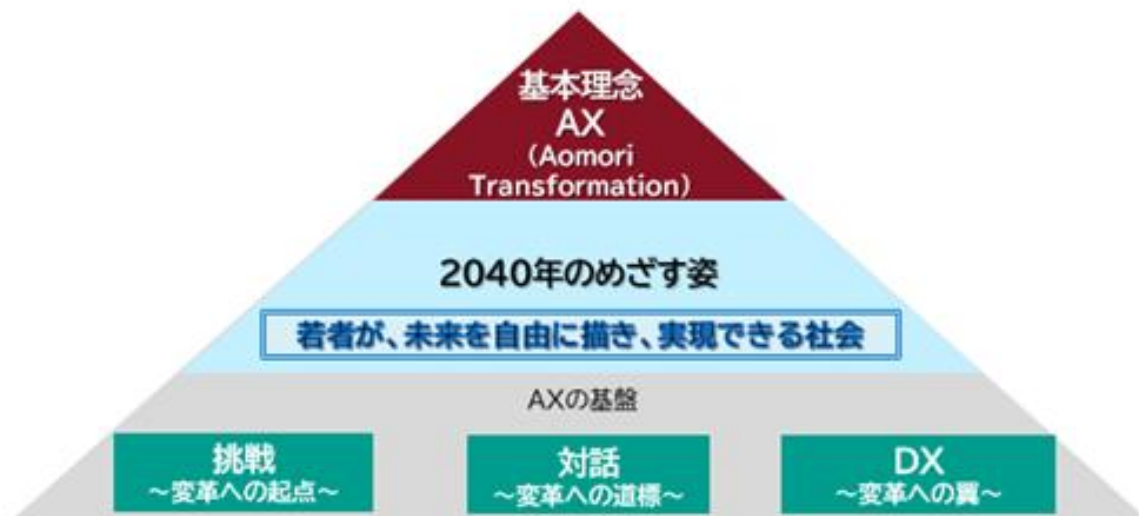 基本理念
AX
(Aomori
Transformation)
2040年のめざす姿
若者が、未来を自由に描き、実現できる社会
AXの基盤
挑戦
～変革への起点～
対話
～変革への道標～
DX
～変革への翼～